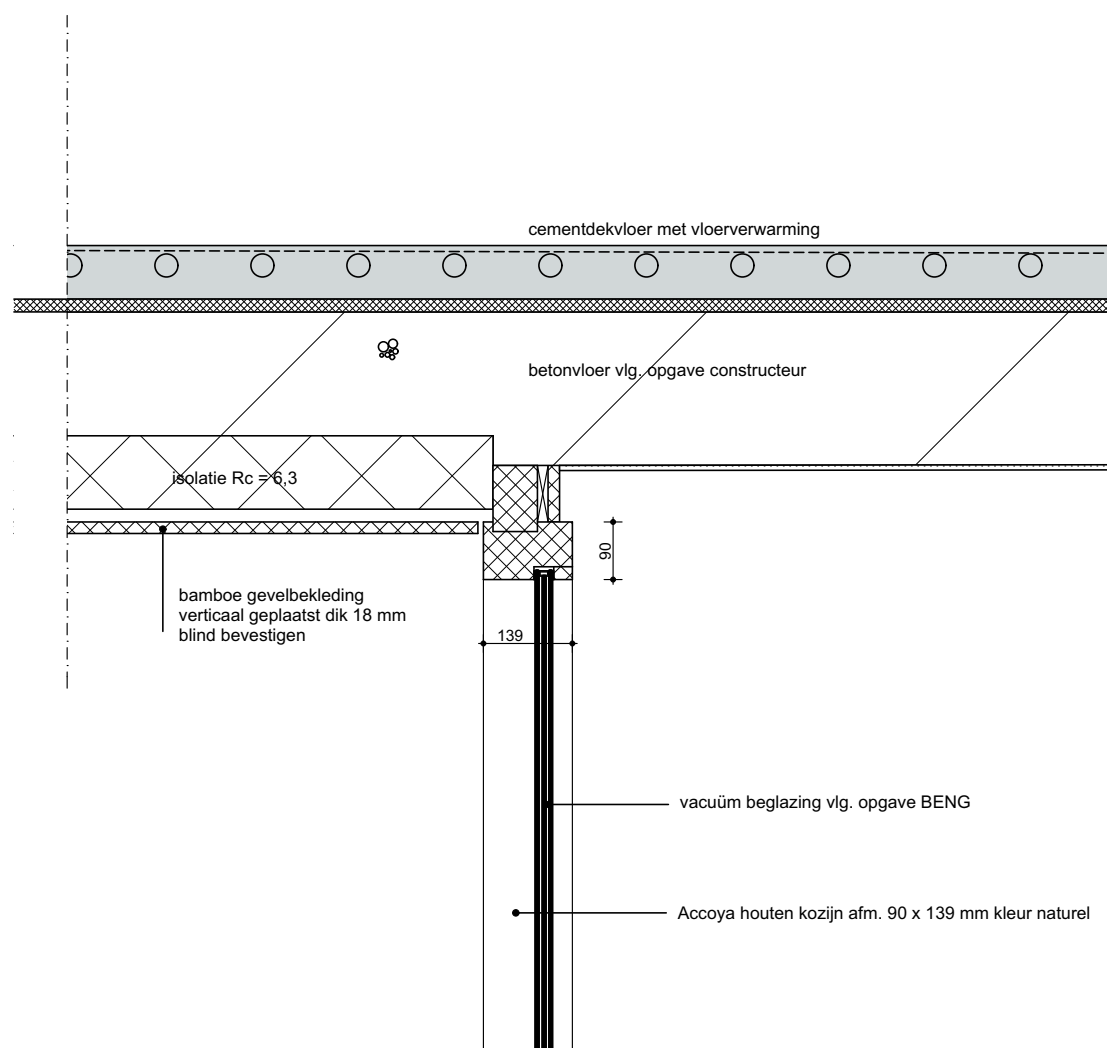 cementdekvloer met vloerverwarming
betonvloer vlg. opgave constructeur
isolatie Rc = 6,3
90
bamboe gevelbekleding
verticaal geplaatst dik 18 mm
blind bevestigen
139
vacuüm beglazing vlg. opgave BENG
Accoya houten kozijn afm. 90 x 139 mm kleur naturel